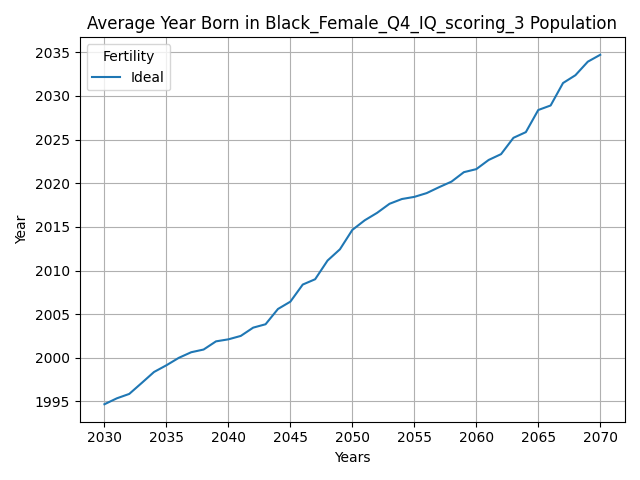 Average Year Born in Black_Female_Q4_IQ_scoring_3 Population
Fertility
Ideal
2035
2030
2025
2020
2015
2010
2005
2000
1995
Year
2030 2035 2040 2045 2050 2055 2060 2065 2070
Years